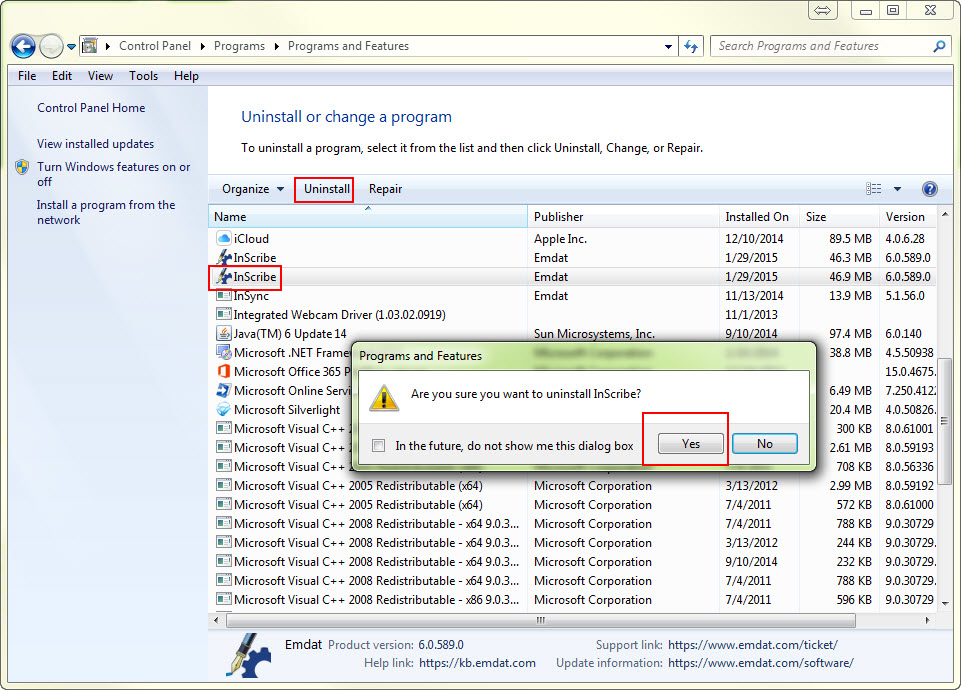 Control Panel Programs Programs and Features Search Programs and Features
File Edit View Tools Help
Control Panel Home
View installed updates
Turn Windows features on or
off
Install a program from the
network
Uninstall or change a program
To uninstall a program, select it from the list and then click Uninstall, Change, or Repair.
Organize Uninstall Repair
Name Publisher Installed On Size Version
iCloud Apple Inc. 12/10/2014 89.5 MB 4.0.6.28
InScribe Emdat 1/29/2015 46.3 MB 6.0.589.0
InScribe Emdat 1/29/2015 46.9 MB 6.0.589.0
InSync Emdat 11/13/2014 13.9 MB 5.1.56.0
Integrated Webcam Driver (1.03.02.0919) 11/1/2013
Java(TM) 6 Update 14 Sun Microsystems, Inc. 9/10/2014 97.4 MB 6.0.140
Microsoft .NET Frame 38.8 MB 4.5.50938
Microsoft Office 365 P 15.0.4675.
Microsoft Online Servi 6.49 MB 7.250.4122
Microsoft Silverlight 20.4 MB 4.0.50826.
Microsoft Visual C++ 300 KB 8.0.61001
Microsoft Visual C++ 2.61 MB 8.0.59193
Microsoft Visual C++ 708 KB 8.0.56336
Programs and Features
Are you sure you want to uninstall InScribe?
In the future, do not show me this dialog box Yes No
Microsoft Visual C++ 2005 Redistributable (x64) Microsoft Corporation 3/13/2012 2.99 MB 8.0.59192
Microsoft Visual C++ 2005 Redistributable (x64) Microsoft Corporation 7/4/2011 572 KB 8.0.61000
Microsoft Visual C++ 2008 Redistributable - x64 9.0.3... Microsoft Corporation 7/4/2011 788 KB 9.0.30729
Microsoft Visual C++ 2008 Redistributable - x64 9.0.3... Microsoft Corporation 3/13/2012 244 KB 9.0.30729.
Microsoft Visual C++ 2008 Redistributable - x64 9.0.3... Microsoft Corporation 9/10/2014 232 KB 9.0.30729.
Microsoft Visual C++ 2008 Redistributable - x64 9.0.3... Microsoft Corporation 7/4/2011 788 KB 9.0.30729.
Microsoft Visual C++ 2008 Redistributable - x86 9.0.3... Microsoft Corporation 7/4/2011 596 KB 9.0.30729
Emdat Product version: 6.0.589.0 Support link: https://www.emdat.com/ticket/
Help link: https://kb.emdat.com Update information: https://www.emdat.com/software/